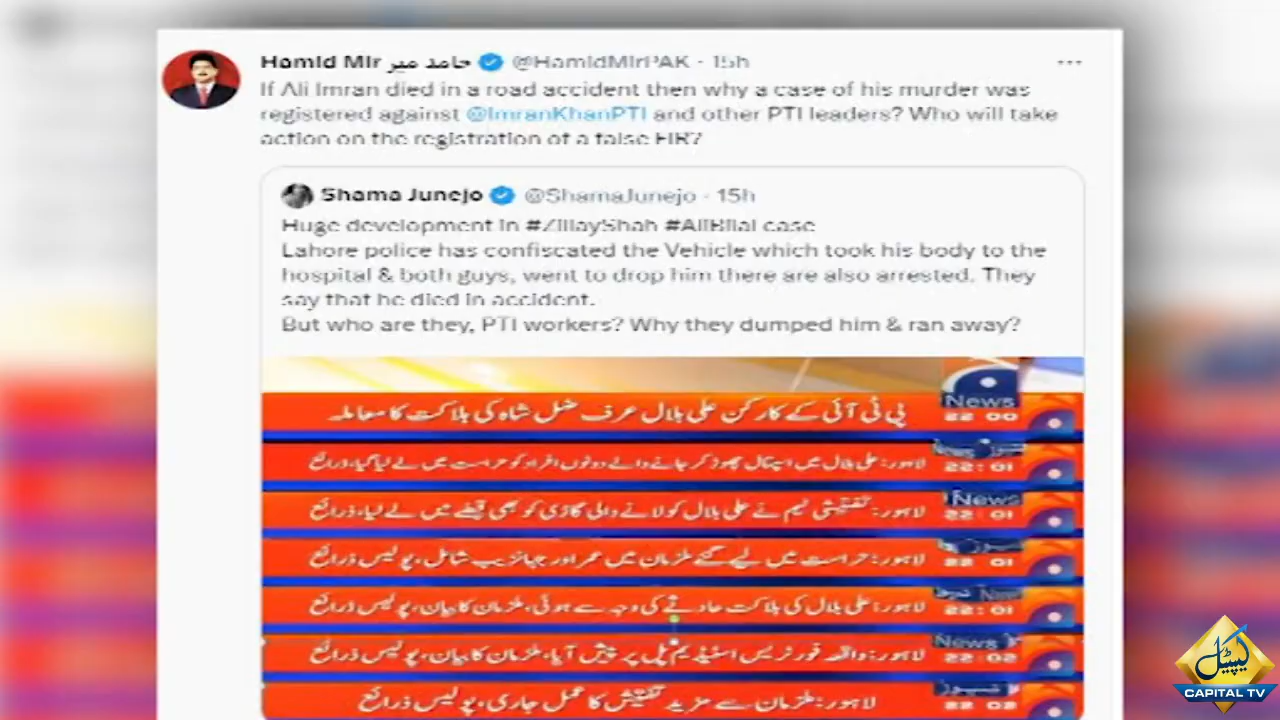 Hamid Mir حامد میر @HamidMirPAK · 15h
If Ali Imran died in a road accident then why a case of his murder was
registered against @ImranKhanPTI and other PTI leaders? Who will take
action on the registration of a false FIR?
Shama Junejo @ShamaJunejo · 15h
Huge development in #ZillayShah #AliBilal case
Lahore police has confiscated the Vehicle which took his body to the
hospital & both guys, went to drop him there are also arrested. They
say that he died in accident.
But who are they, PTI workers? Why they dumped him & ran away?
News
22:00
پی ٹی آئی کے کارکن علی بلال عرف ضل شاہ کی ہلاکت کا معاملہ
News
22:01
لاہور: علی بلال میں اسپتال چھوڑ کر جانے والے دونوں افراد کو حراست میں لے لیا گیا، ذرائع
News
22:01
لاہور: تفتیشی ٹیم نے علی بلال کو لانے والی گاڑی کو بھی قبضے میں لے لیا، ذرائع
22:01
لاہور: حراست میں لیے گئے ملزمان میں عمر اور جہانزیب شامل، پولیس ذرائع
22:01
لاہور: علی بلال کی ہلاکت حادثے کی وجہ سے ہوئی، ملزمان کا بیان، پولیس ذرائع
News
22:02
لاہور: واقعہ فورٹریس اسٹیڈیم پل پر پیش آیا، ملزمان کا بیان، پولیس ذرائع
22:02
لاہور: ملزمان سے مزید تفتیش کا عمل جاری، پولیس ذرائع
کیپیٹل
CAPITAL TV